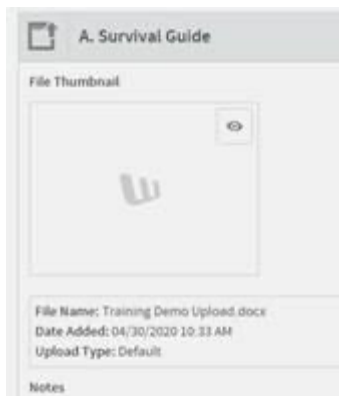 A. Survival Guide
File Thumbnail
File Name: Training Demo Upload.docx
Date Added: 04/30/2020 10:33 AM
Upload Type: Default
Notes